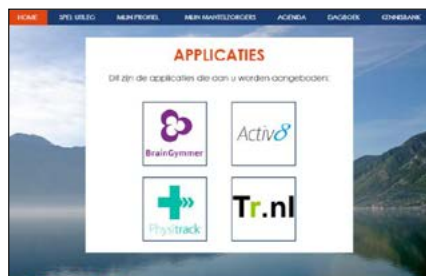 HOME SPEL UITLEG MIJN PROFIEL MIJN MANTELZORGERS AGENDA DAGBOEK KENNISBANK
APPLICATIES
Dit zijn de applicaties die aan u worden aangeboden:
BrainGymmer
Activ8
Physitrack
Tr.nl